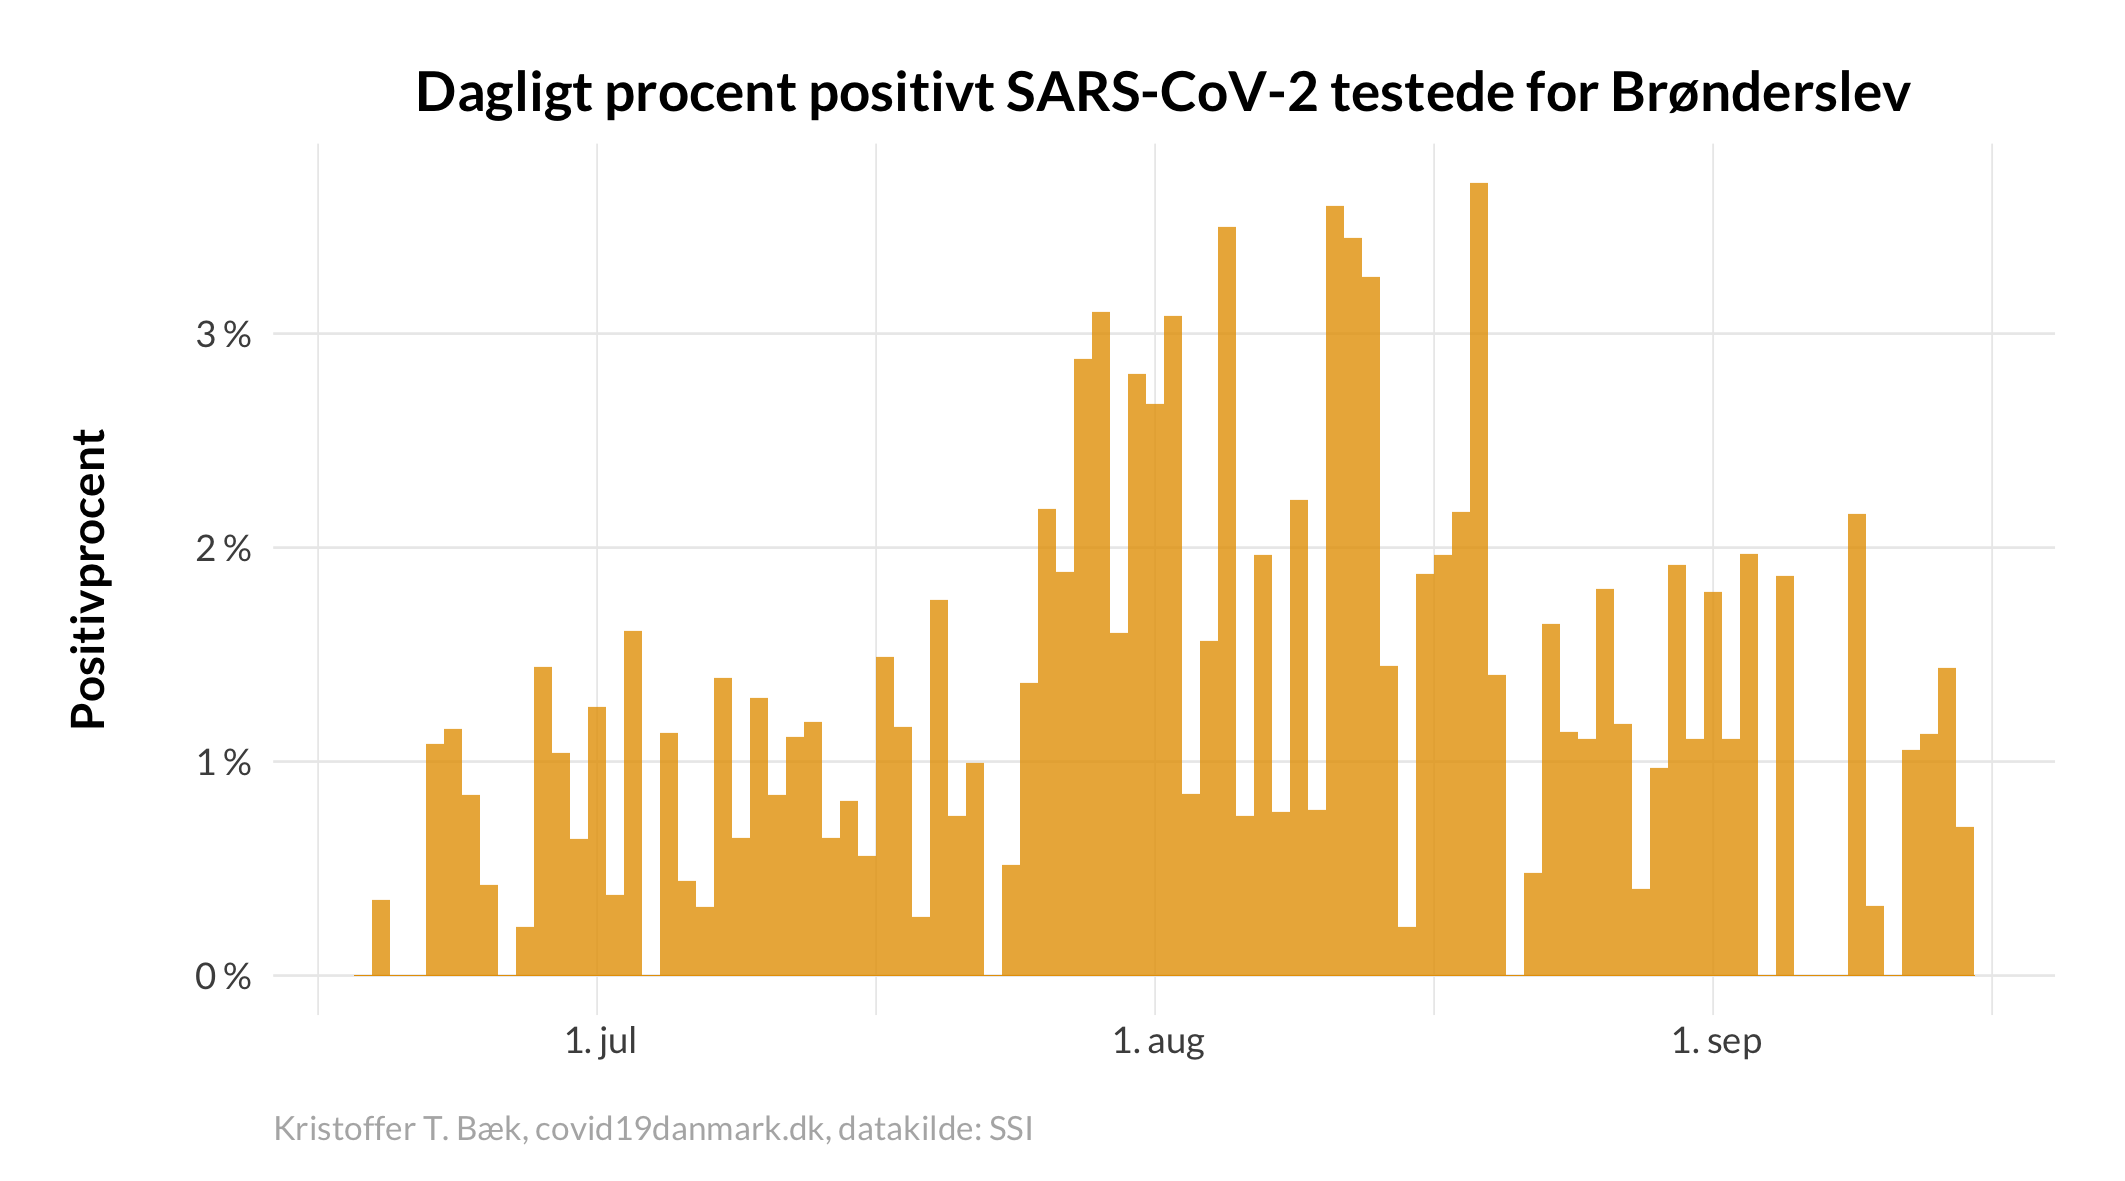 Dagligt procent positivt SARS-CoV-2 testede for Brønderslev
Positivprocent
3 %
2 %
1 %
0 %
1. jul
1. aug
1. sep
Kristoffer T. Bæk, covid19danmark.dk, datakilde: SSI